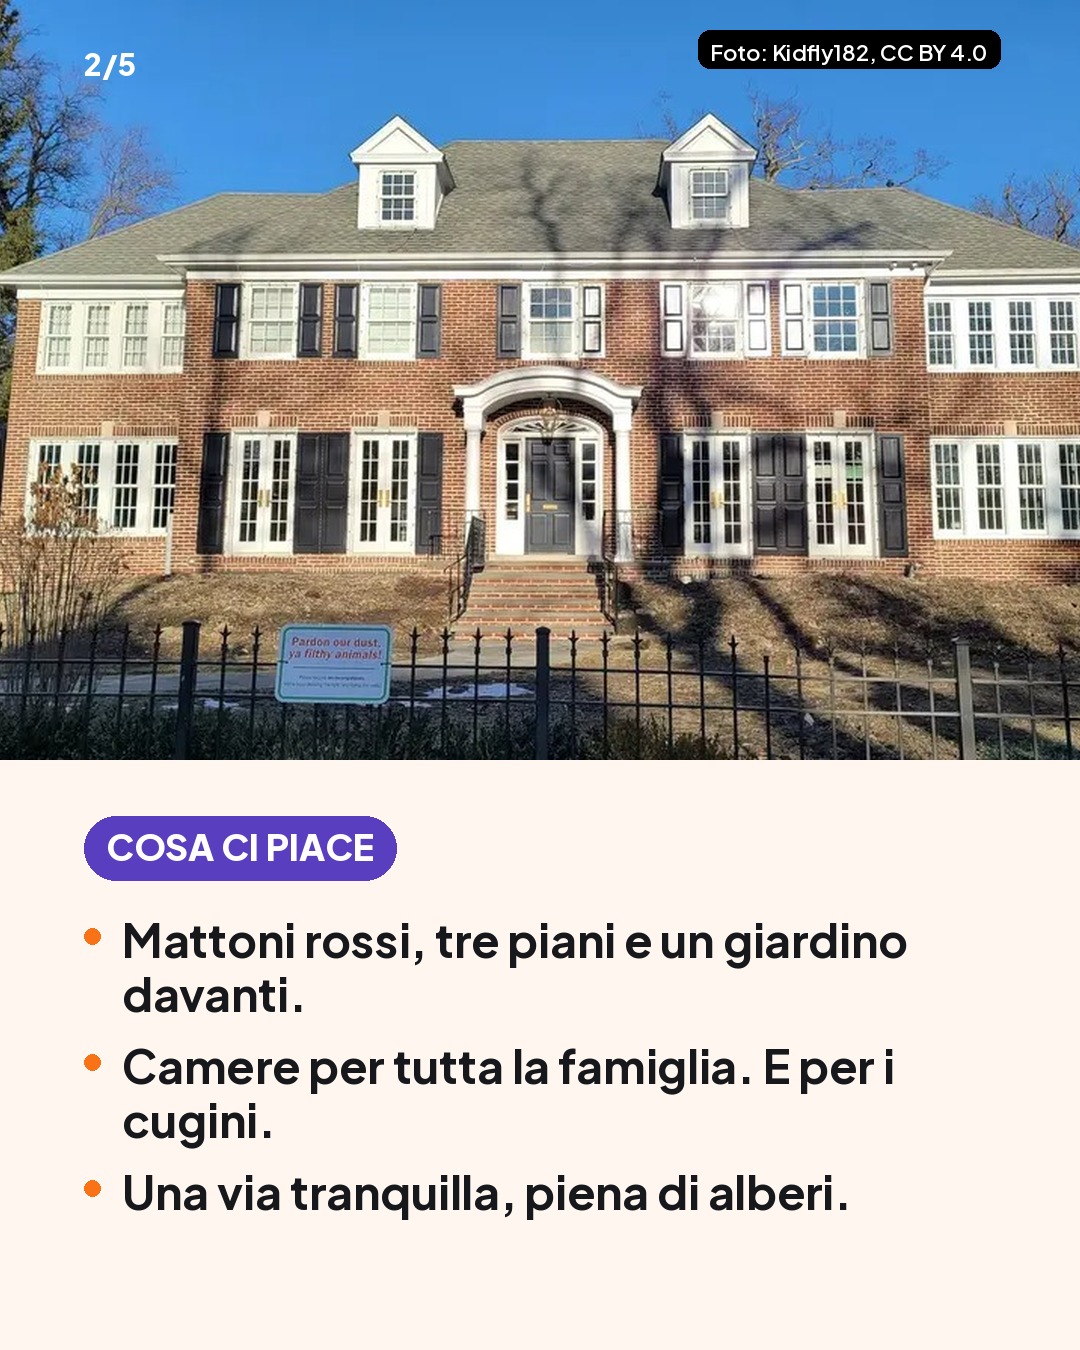 2/5
Foto: Kidfly182, CC BY 4.0
Pardon our dust,
ya filthy animals!
COSA CI PIACE
Mattoni rossi, tre piani e un giardino
davanti.
Camere per tutta la famiglia. E per i
cugini.
Una via tranquilla, piena di alberi.